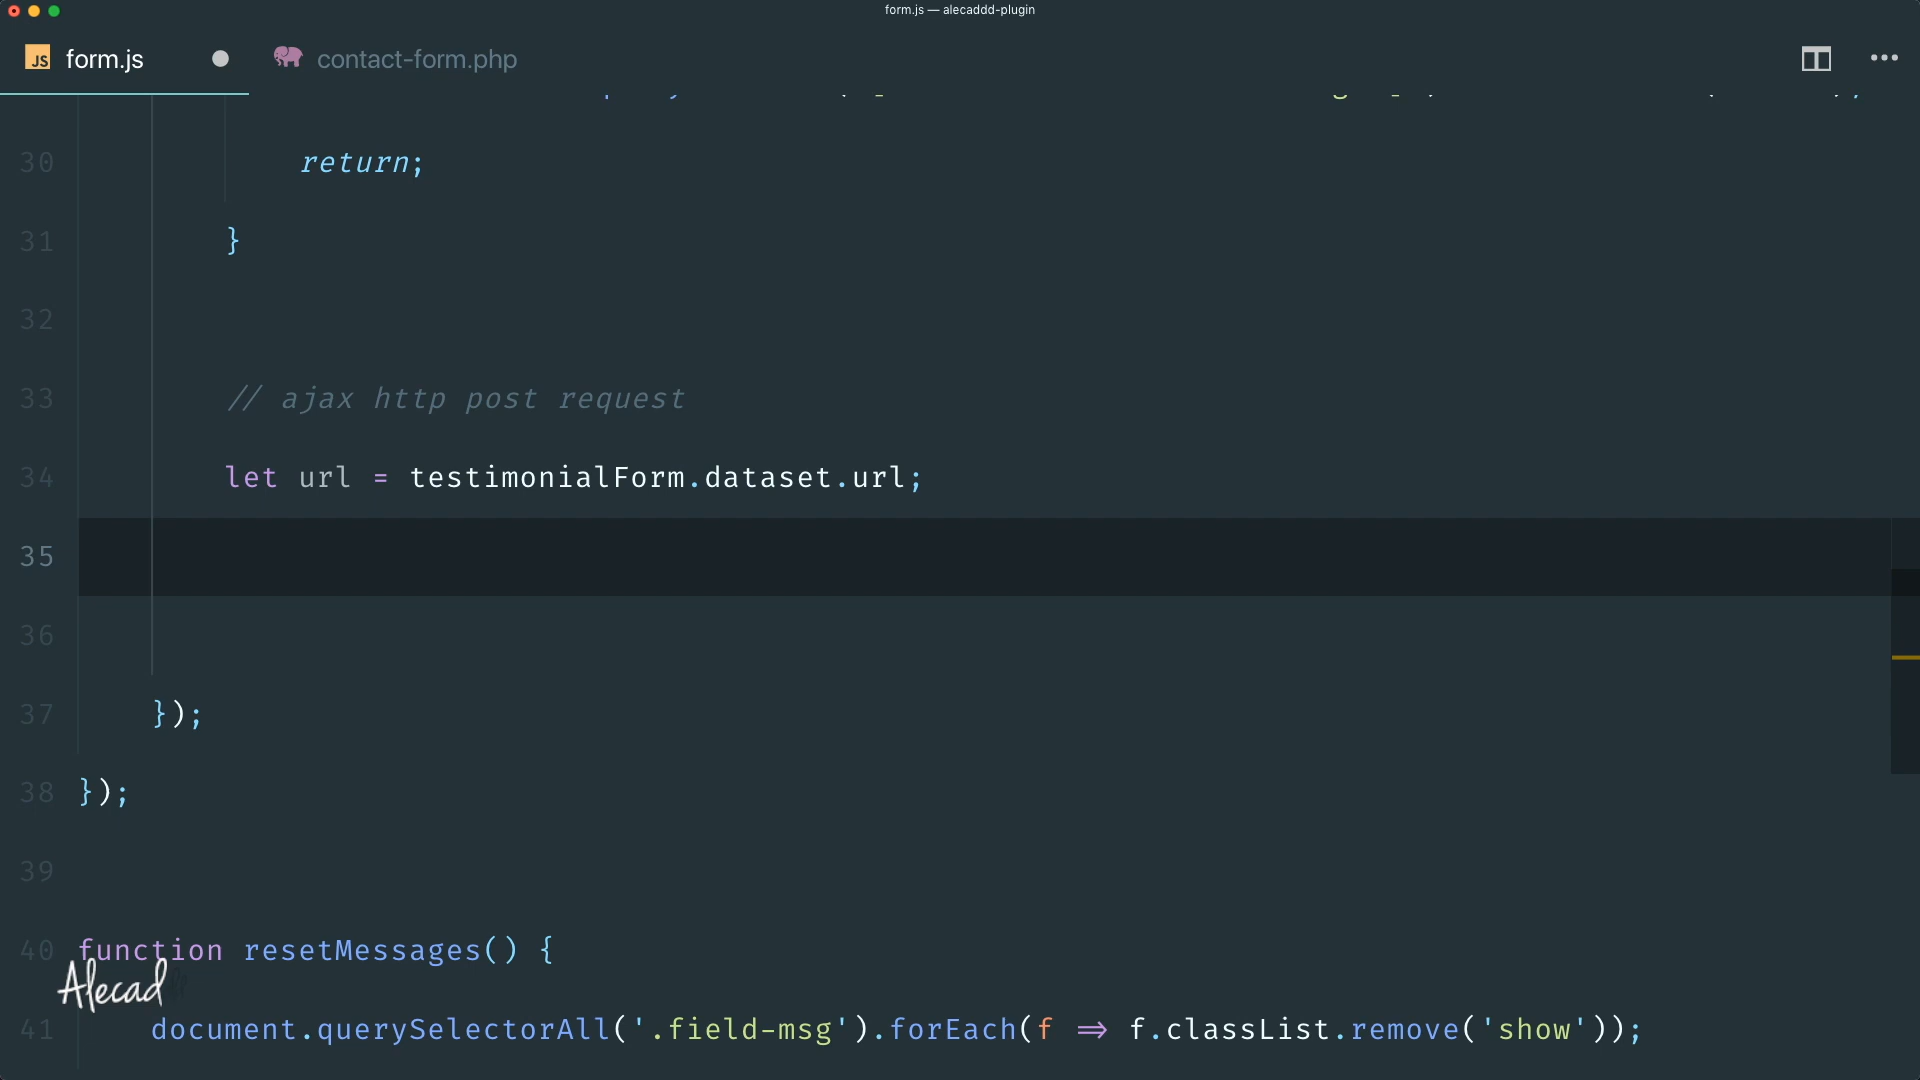 form.js — alecaddd-plugin
JS form.js contact-form.php
30 return;
31 }
32
33 // ajax http post request
34 let url = testimonialForm.dataset.url;
35
36
37 });
38 });
39
40 function resetMessages() {
Alecad
41 document.querySelectorAll('.field-msg').forEach(f => f.classList.remove('show'));